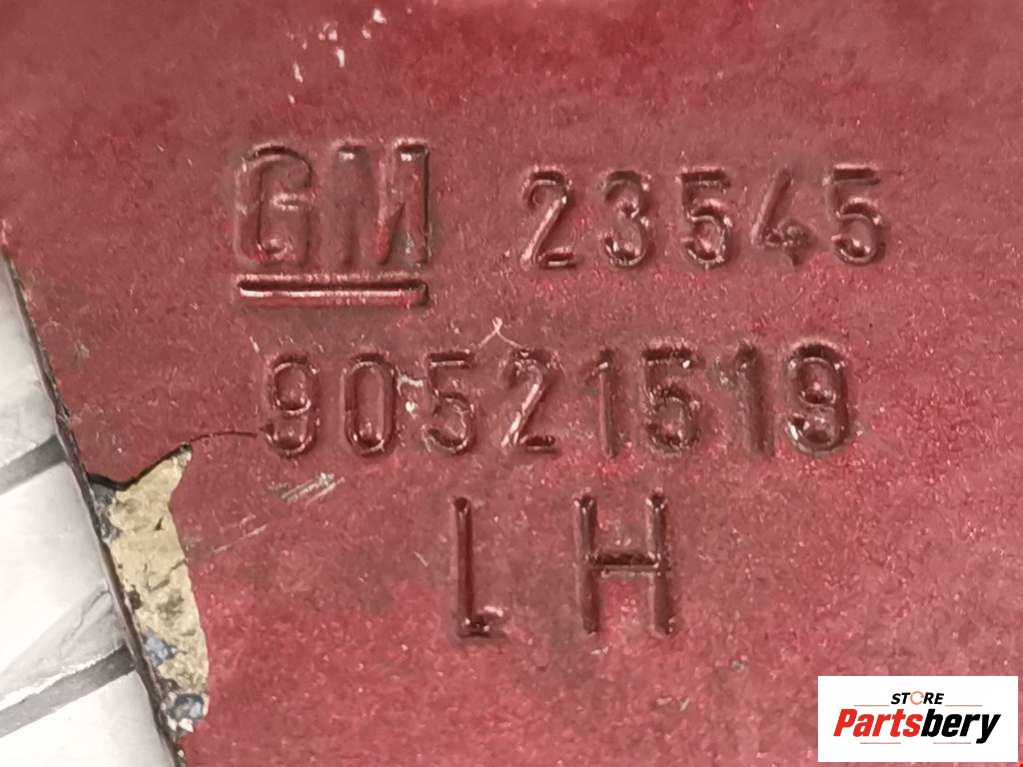 GM 23545
90521519
LH
STORE
Partsbery